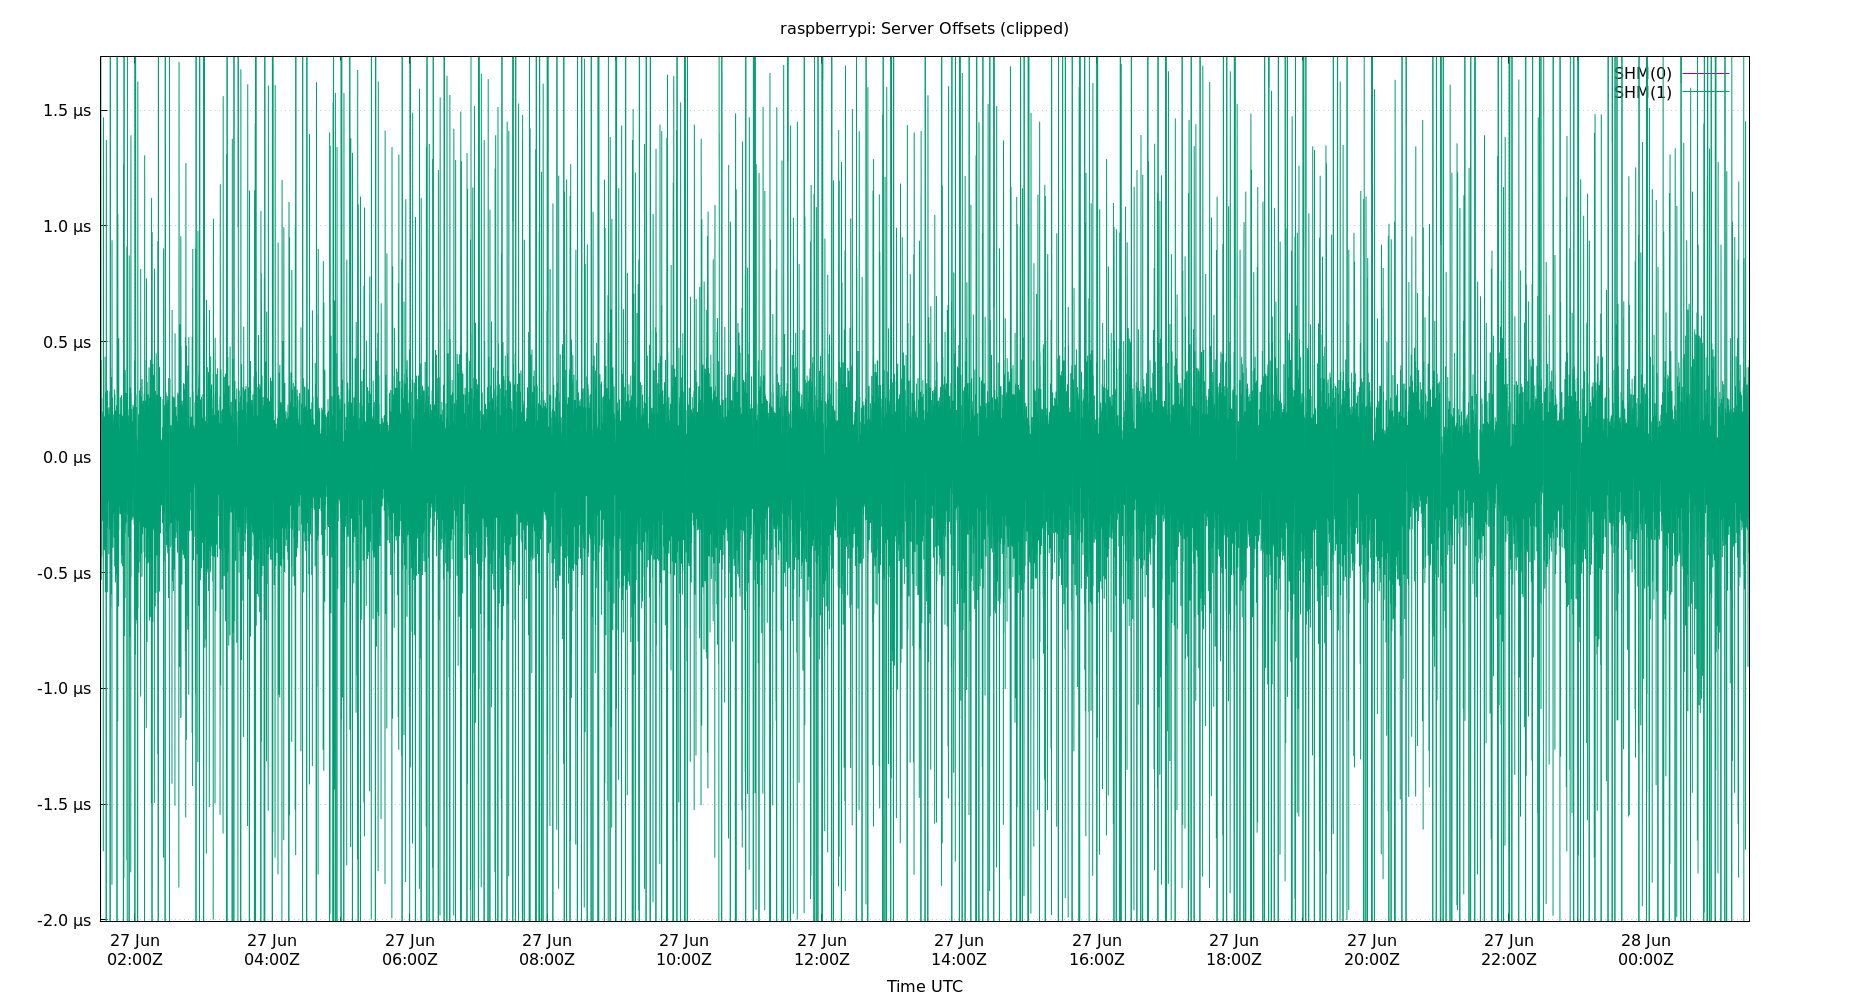 raspberrypi: Server Offsets (clipped)
SHM(0)
SHM(1)
1.5 µs
1.0 µs
0.5 µs
0.0 µs
-0.5 µs
-1.0 µs
-1.5 µs
-2.0 µs
27 Jun 27 Jun 27 Jun 27 Jun 27 Jun 27 Jun 27 Jun 27 Jun 27 Jun 27 Jun 27 Jun 28 Jun
02:00Z 04:00Z 06:00Z 08:00Z 10:00Z 12:00Z 14:00Z 16:00Z 18:00Z 20:00Z 22:00Z 00:00Z
Time UTC